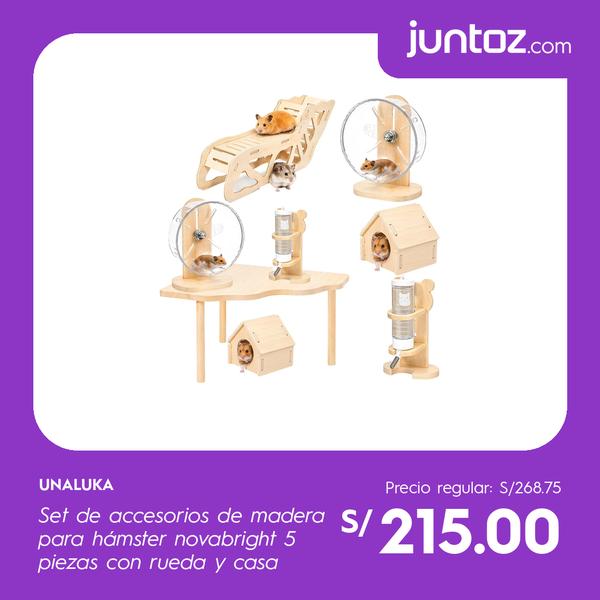 juntoz.com
UNALUKA
Set de accesorios de madera
para hámster novabright 5
piezas con rueda y casa
Precio regular: S/268.75
S/ 215.00